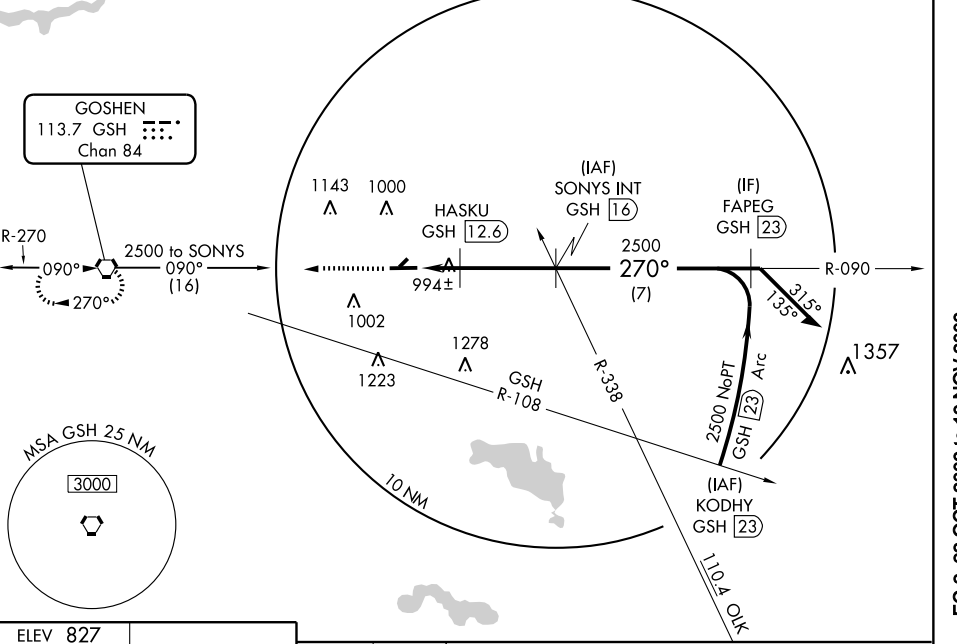 GOSHEN
113.7 GSH
Chan 84
R-270
090°
270°
2500 to SONYS
090°
(16)
1143
1000
HASKU
GSH 12.6
(IAF)
SONYS INT
GSH 16
(IF)
FAPEG
GSH 23
2500
270°
(7)
R-090
994±
1002
1278
1223
GSH
R-108
R-338
315°
135°
1357
2500 NoPT
GSH 23 Arc
MSA GSH 25 NM
3000
10 NM
(IAF)
KODHY
GSH 23
110.4 OLK
ELEV 827